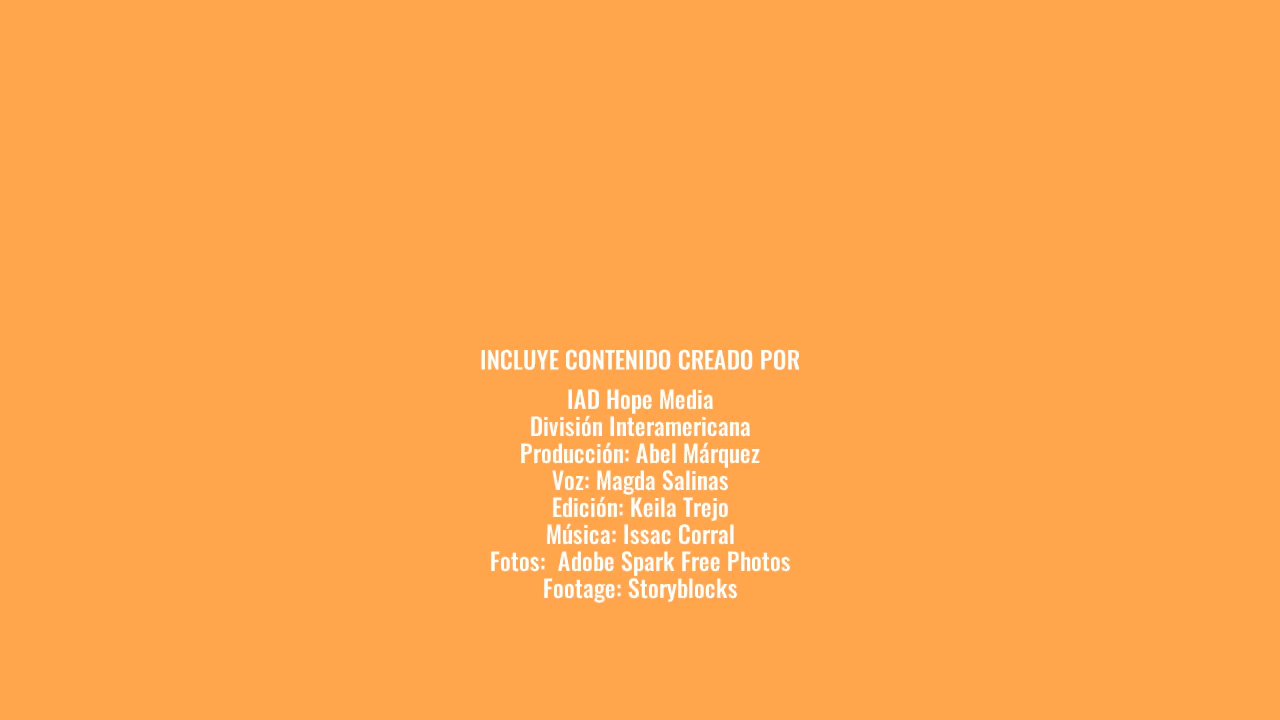 INCLUYE CONTENIDO CREADO POR
IAD Hope Media
División Interamericana
Producción: Abel Márquez
Voz: Magda Salinas
Edición: Keila Trejo
Música: Issac Corral
Fotos:  Adobe Spark Free Photos
Footage: Storyblocks